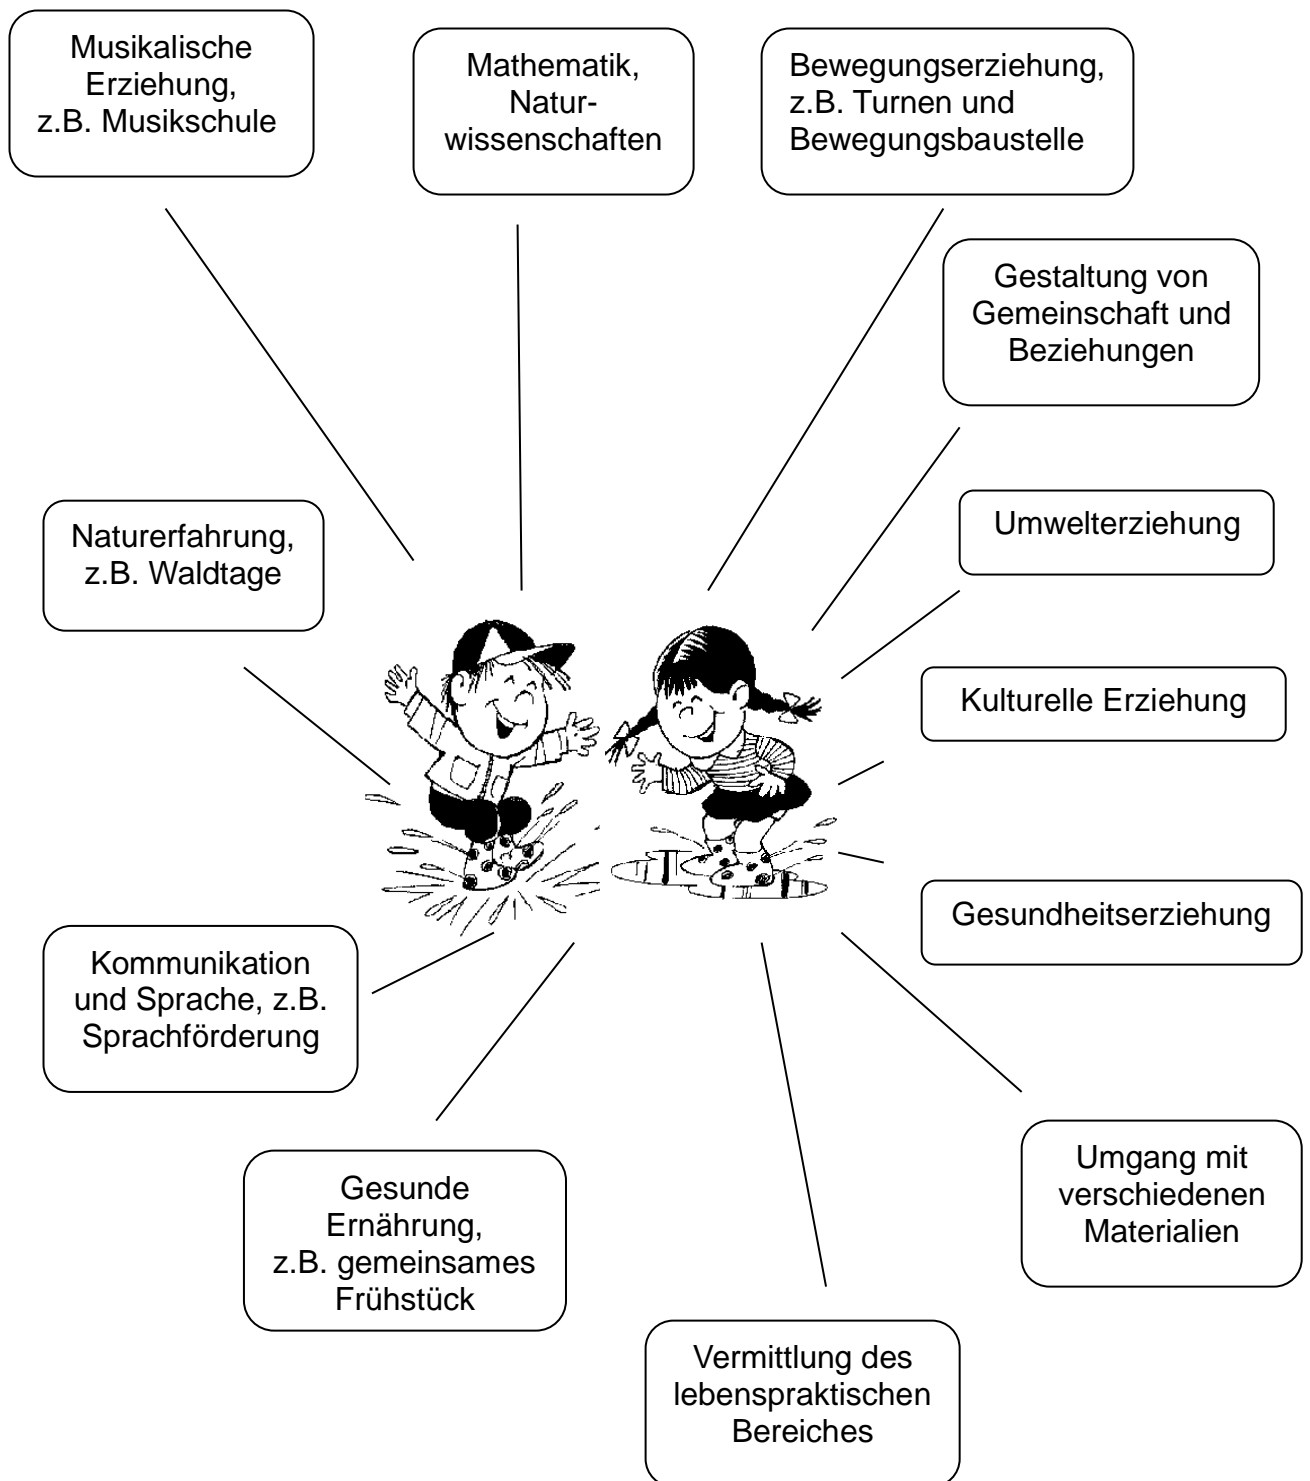 Musikalische
Erziehung,
z.B. Musikschule
Mathematik,
Natur-
wissenschaften
Bewegungserziehung,
z.B. Turnen und
Bewegungsbaustelle
Gestaltung von
Gemeinschaft und
Beziehungen
Naturerfahrung,
z.B. Waldtage
Umwelterziehung
Kulturelle Erziehung
Gesundheitserziehung
Kommunikation
und Sprache, z.B.
Sprachförderung
Umgang mit
verschiedenen
Materialien
Gesunde
Ernährung,
z.B. gemeinsames
Frühstück
Vermittlung des
lebenspraktischen
Bereiches